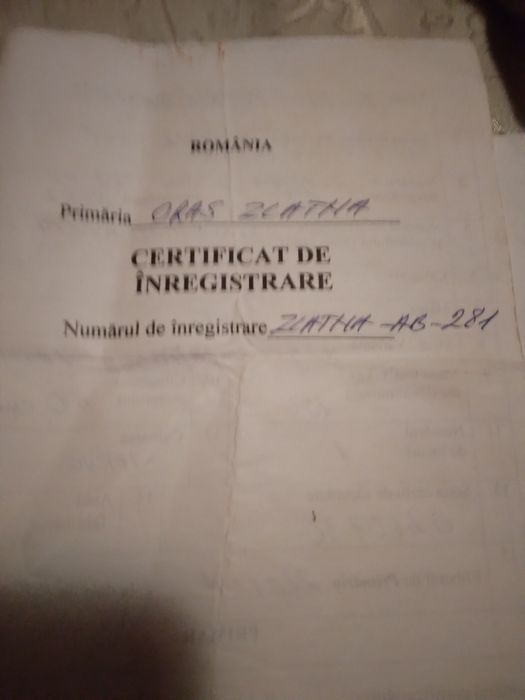 ROMÂNIA
Primăria ORAS ZLATNA
CERTIFICAT DE
ÎNREGISTRARE
Numărul de înregistrare ZLATNA-AB-281